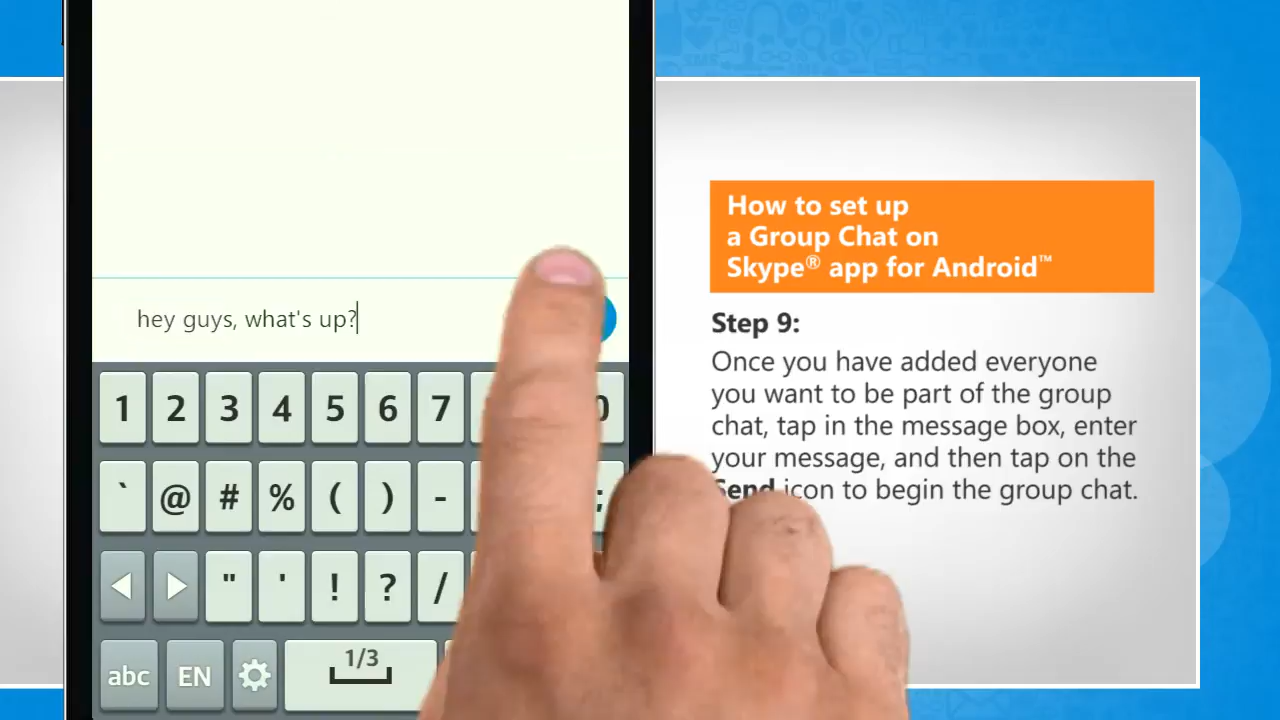 hey guys, what's up?
1 2 3 4 5 6 7 0
` @ # % ( ) - ;
" ' ! ? /
abc EN 1/3
How to set up
a Group Chat on
Skype® app for Android™
Step 9:
Once you have added everyone
you want to be part of the group
chat, tap in the message box, enter
your message, and then tap on the
Send icon to begin the group chat.